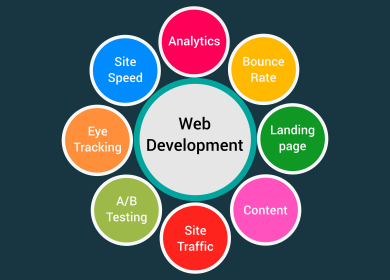 Analytics
Bounce
Rate
Landing
page
Content
Site
Traffic
A/B
Testing
Eye
Tracking
Site
Speed
Web
Development